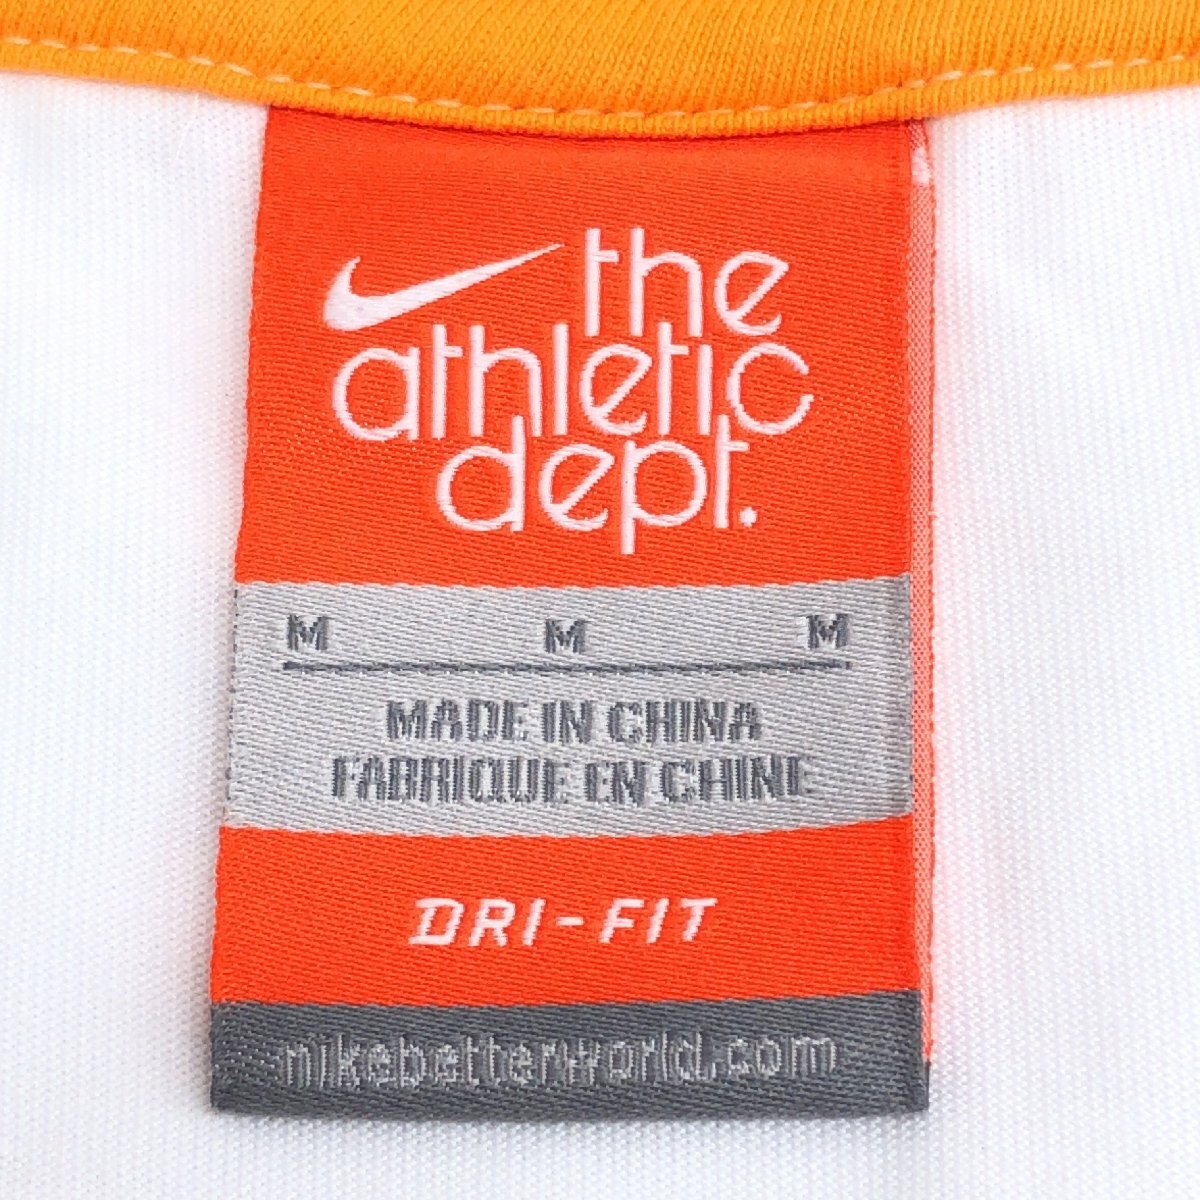 the
athletic
dept.
M M M
MADE IN CHINA
FABRIQUE EN CHINE
DRI-FIT
nikebetterworld.com